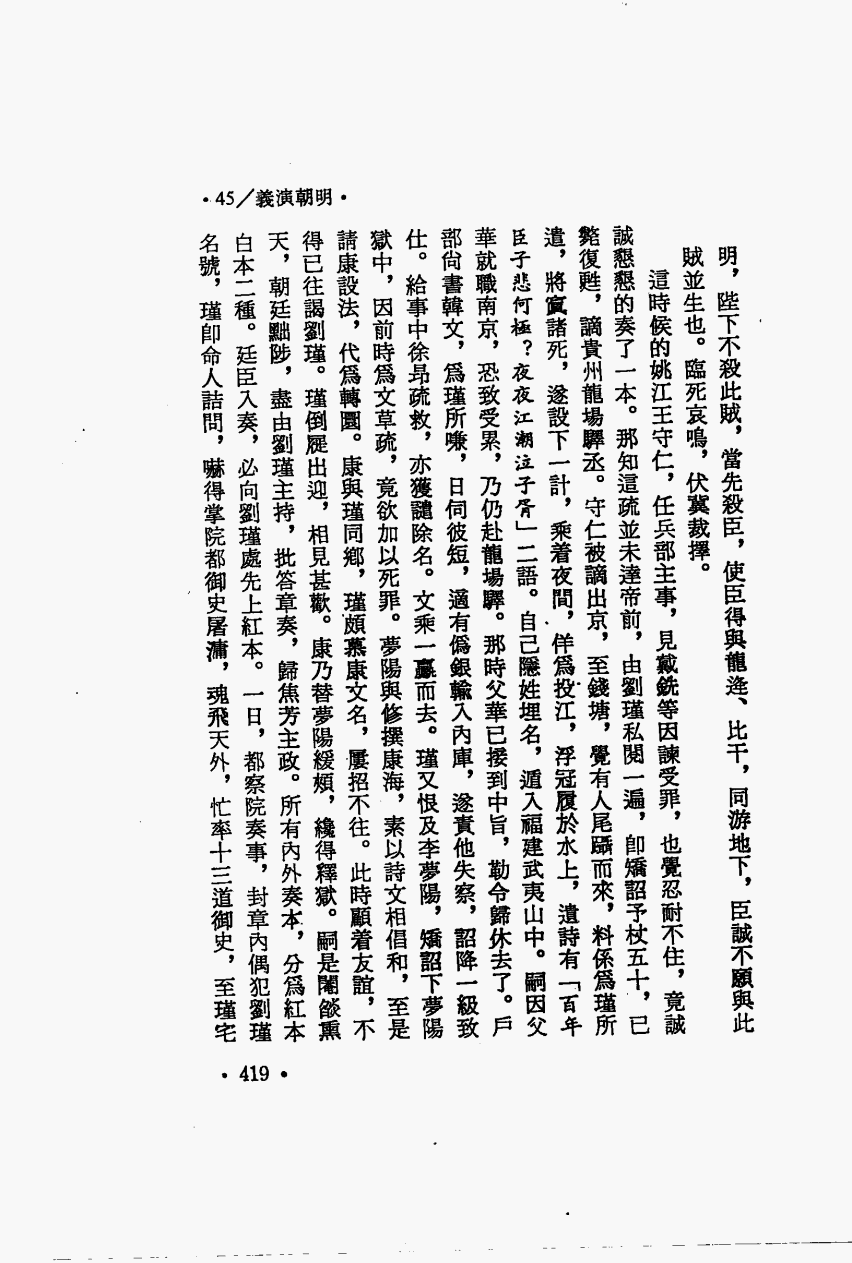 •45／義演朝明•
明，陛下不殺此賊，當先殺臣，使臣得與龍逄、比干，同游地下，臣誠不願與此
賊並生也。臨死哀鳴，伏冀裁擇。
這時候的姚江王守仁，任兵部主事，見戴銑等因諫受罪，也覺忍耐不住，竟誠
誠懇懇的奏了一本。那知這疏並未達帝前，由劉瑾私閱一遍，卽矯詔予杖五十，已
斃復甦，謫貴州龍場驛丞。守仁被謫出京，至錢塘，覺有人尾躡而來，料係爲瑾所
遣，將寘諸死，遂設下一計，乘着夜間，佯爲投江，浮冠履於水上，遺詩有「百年
臣子悲何極？夜夜江潮泣子胥」二語。自己隱姓埋名，遁入福建武夷山中。嗣因父
華就職南京，恐致受累，乃仍赴龍場驛。那時父華已接到中旨，勒令歸休去了。戶
部尙書韓文，爲瑾所嗛，日伺彼短，適有僞銀輸入內庫，遂責他失察，詔降一級致
仕。給事中徐昻疏救，亦獲譴除名。文乘一驘而去。瑾又恨及李夢陽，矯詔下夢陽
獄中，因前時爲文草疏，竟欲加以死罪。夢陽與修撰康海，素以詩文相倡和，至是
請康設法，代爲轉圜。康與瑾同鄕，瑾頗慕康文名，屢招不往。此時顧着友誼，不
得已往謁劉瑾。瑾倒屣出迎，相見甚歡。康乃替夢陽緩頰，纔得釋獄。嗣是閹燄熏
天，朝廷黜陟，盡由劉瑾主持，批答章奏，歸焦芳主政。所有內外奏本，分爲紅本
白本二種。廷臣入奏，必向劉瑾處先上紅本。一日，都察院奏事，封章內偶犯劉瑾
名號，瑾卽命人詰問，嚇得掌院都御史屠滽，魂飛天外，忙率十三道御史，至瑾宅
•419•